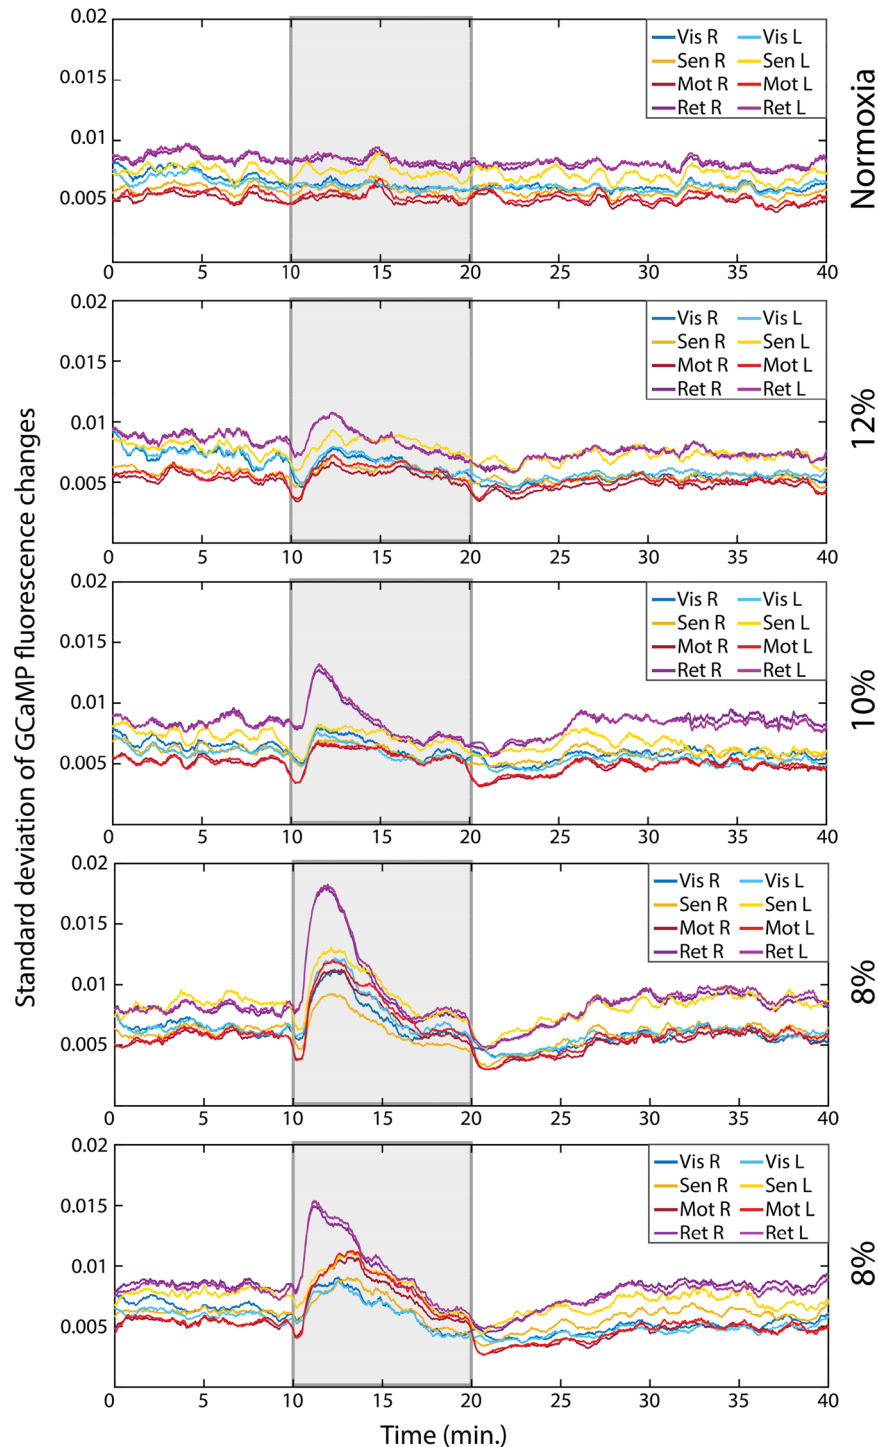 Standard deviation of GCaMP fluorescence changes
0.02
0.015
0.01
0.005
0 5 10 15 20 25 30 35 40
Vis R Vis L
Sen R Sen L
Mot R Mot L
Ret R Ret L
Normoxia
0.02
0.015
0.01
0.005
0 5 10 15 20 25 30 35 40
Vis R Vis L
Sen R Sen L
Mot R Mot L
Ret R Ret L
12%
0.02
0.015
0.01
0.005
0 5 10 15 20 25 30 35 40
Vis R Vis L
Sen R Sen L
Mot R Mot L
Ret R Ret L
10%
0.02
0.015
0.01
0.005
0 5 10 15 20 25 30 35 40
Vis R Vis L
Sen R Sen L
Mot R Mot L
Ret R Ret L
8%
0.02
0.015
0.01
0.005
0 5 10 15 20 25 30 35 40
Vis R Vis L
Sen R Sen L
Mot R Mot L
Ret R Ret L
8%
Time (min.)